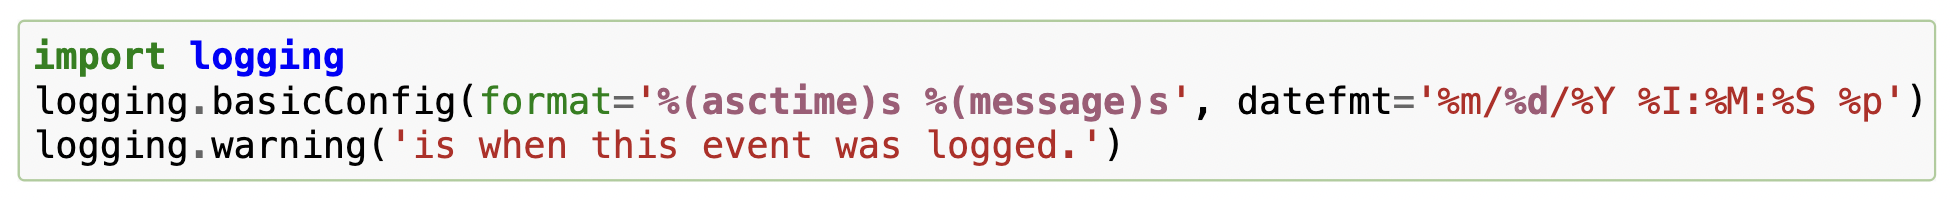 import logging
logging.basicConfig(format='%(asctime)s %(message)s', datefmt='%m/%d/%Y %I:%M:%S %p')
logging.warning('is when this event was logged.')